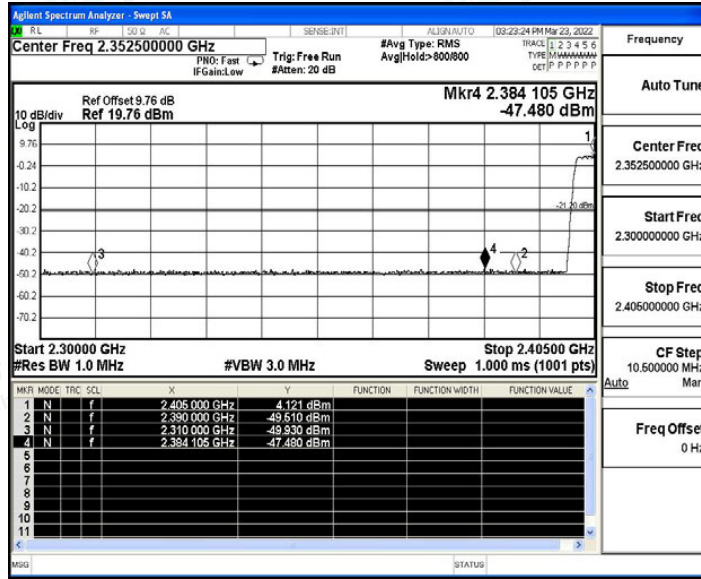 Agilent Spectrum Analyzer - Swept SA
RL RF 50 Ω AC SENSE:INT ALIGNAUTO 03:23:24 PM Mar 23, 2022
Center Freq 2.352500000 GHz
PNO: Fast
IFGain:Low
Trig: Free Run
#Atten: 20 dB
#Avg Type: RMS
Avg|Hold:>800/800
TRACE 1 2 3 4 5 6
TYPE MWWWWW
DET P P P P P P
Mkr4 2.384 105 GHz
-47.480 dBm
Ref Offset 9.76 dB
Ref 19.76 dBm
10 dB/div
Log
9.76
-0.24
-10.2
-20.2
-30.2
-40.2
-50.2
-60.2
-70.2
1
-21.20 dBm
3
4
2
Start 2.30000 GHz
Stop 2.40500 GHz
#Res BW 1.0 MHz
#VBW 3.0 MHz
Sweep 1.000 ms (1001 pts)
MKR MODE TRC SCL X Y FUNCTION FUNCTION WIDTH FUNCTION VALUE
1 N f 2.405 000 GHz 4.121 dBm
2 N f 2.390 000 GHz -49.510 dBm
3 N f 2.310 000 GHz -49.930 dBm
4 N f 2.384 105 GHz -47.480 dBm
5
6
7
8
9
10
11
MSG STATUS
Frequency
Auto Tune
Center Freq
2.352500000 GHz
Start Freq
2.300000000 GHz
Stop Freq
2.405000000 GHz
CF Step
10.500000 MHz
Auto Man
Freq Offset
0 Hz